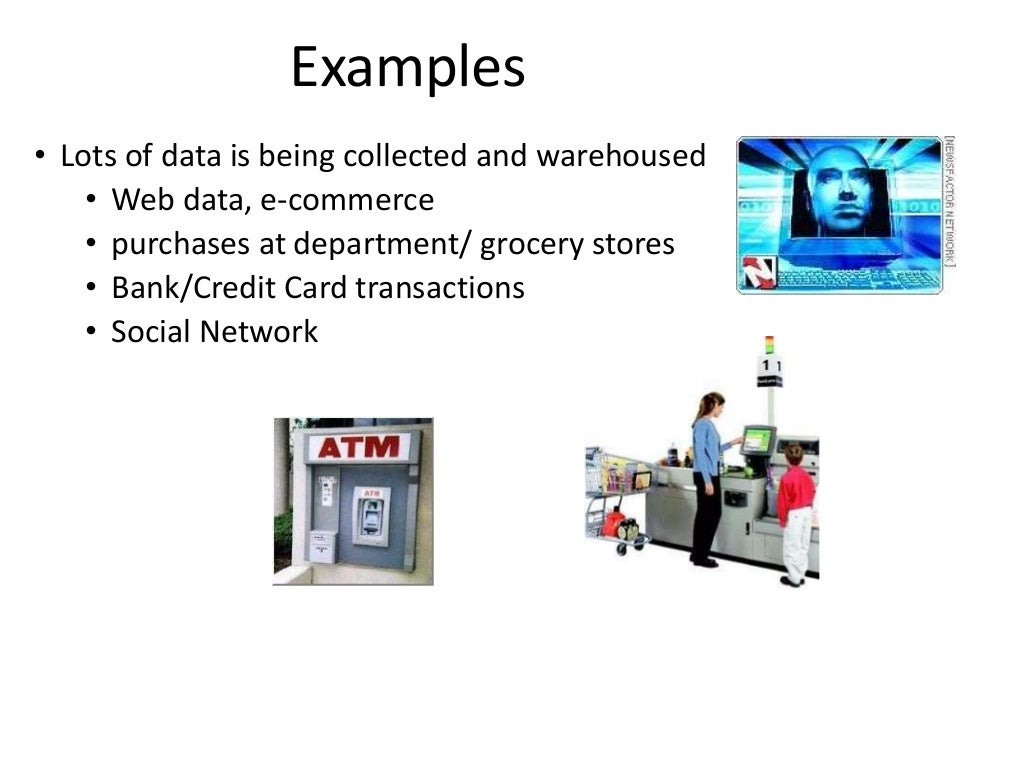 Examples
• Lots of data is being collected and warehoused
• Web data, e-commerce
• purchases at department/ grocery stores
• Bank/Credit Card transactions
• Social Network
[NEWSFACTOR NETWORK]
N
1 1
ATM
ATM